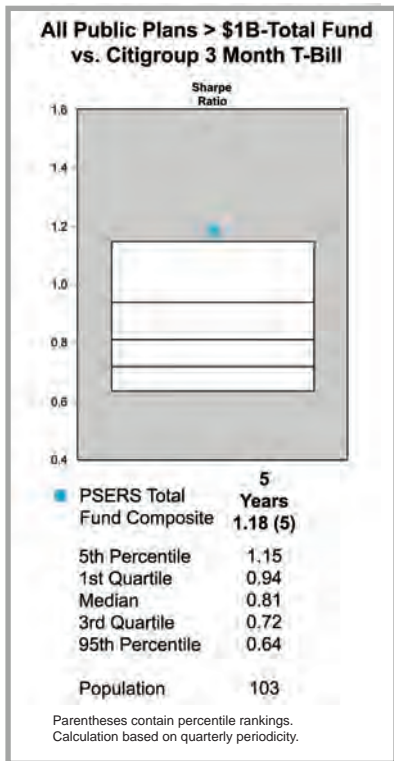 All Public Plans > $1B-Total Fund
vs. Citigroup 3 Month T-Bill
Sharpe
Ratio
1.6
1.4
1.2
1.0
0.8
0.6
0.4
5
PSERS Total Years
Fund Composite 1.18 (5)
5th Percentile 1.15
1st Quartile 0.94
Median 0.81
3rd Quartile 0.72
95th Percentile 0.64
Population 103
Parentheses contain percentile rankings.
Calculation based on quarterly periodicity.